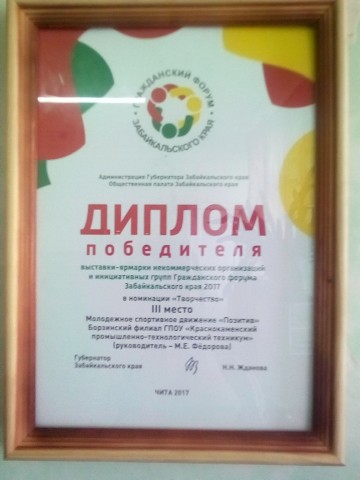 • ГРАЖДАНСКИЙ ФОРУМ •
ЗАБАЙКАЛЬСКОГО КРАЯ
Администрация Губернатора Забайкальского края
Общественная палата Забайкальского края
ДИПЛОМ
победителя
выставки-ярмарки некоммерческих организаций
и инициативных групп Гражданского форума
Забайкальского края 2017
в номинации «Творчество»
III место
Молодежное спортивное движение «Позитив»
Борзинский филиал ГПОУ «Краснокаменский
промышленно-технологический техникум»
(руководитель – М.Е. Фёдорова)
Губернатор
Забайкальского края
Н.Н. Жданова
ЧИТА 2017